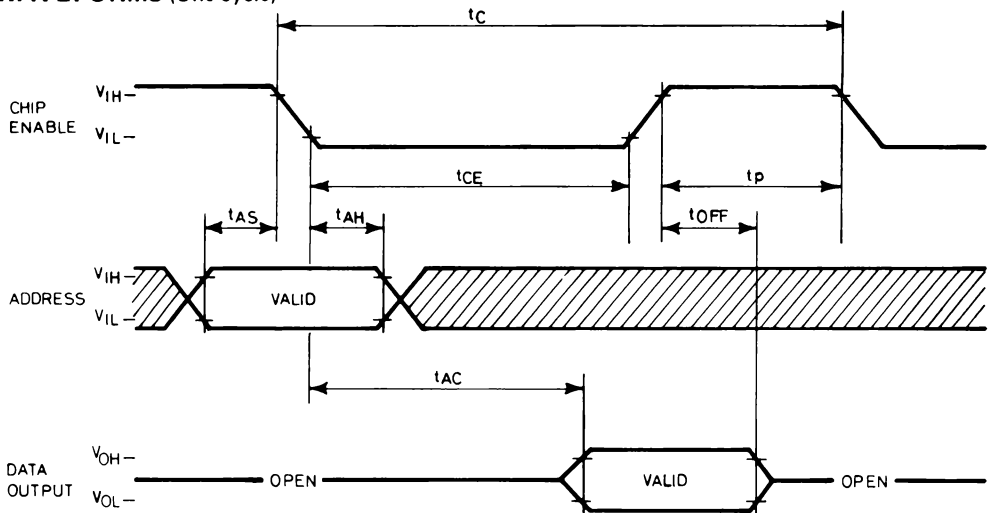 tC
CHIP
ENABLE
VIH
VIL
tCE
tP
tAS
tAH
tOFF
ADDRESS
VIH
VIL
VALID
tAC
DATA
OUTPUT
VOH
VOL
OPEN
VALID
OPEN